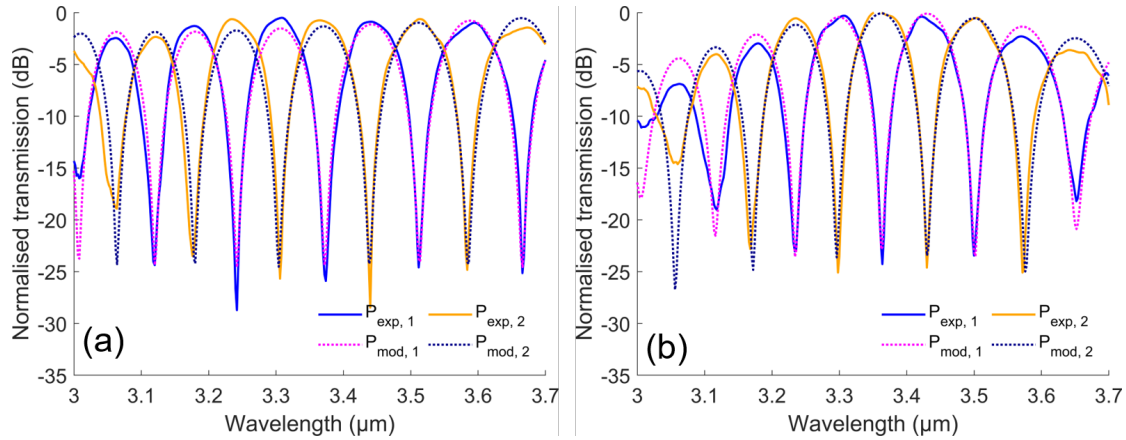 0
-5
-10
-15
-20
-25
-30
-35
Normalised transmission (dB)
(a)
P exp, 1 P exp, 2
P mod, 1 P mod, 2
3 3.1 3.2 3.3 3.4 3.5 3.6 3.7
Wavelength (µm)
0
-5
-10
-15
-20
-25
-30
-35
Normalised transmission (dB)
(b)
P exp, 1 P exp, 2
P mod, 1 P mod, 2
3 3.1 3.2 3.3 3.4 3.5 3.6 3.7
Wavelength (µm)